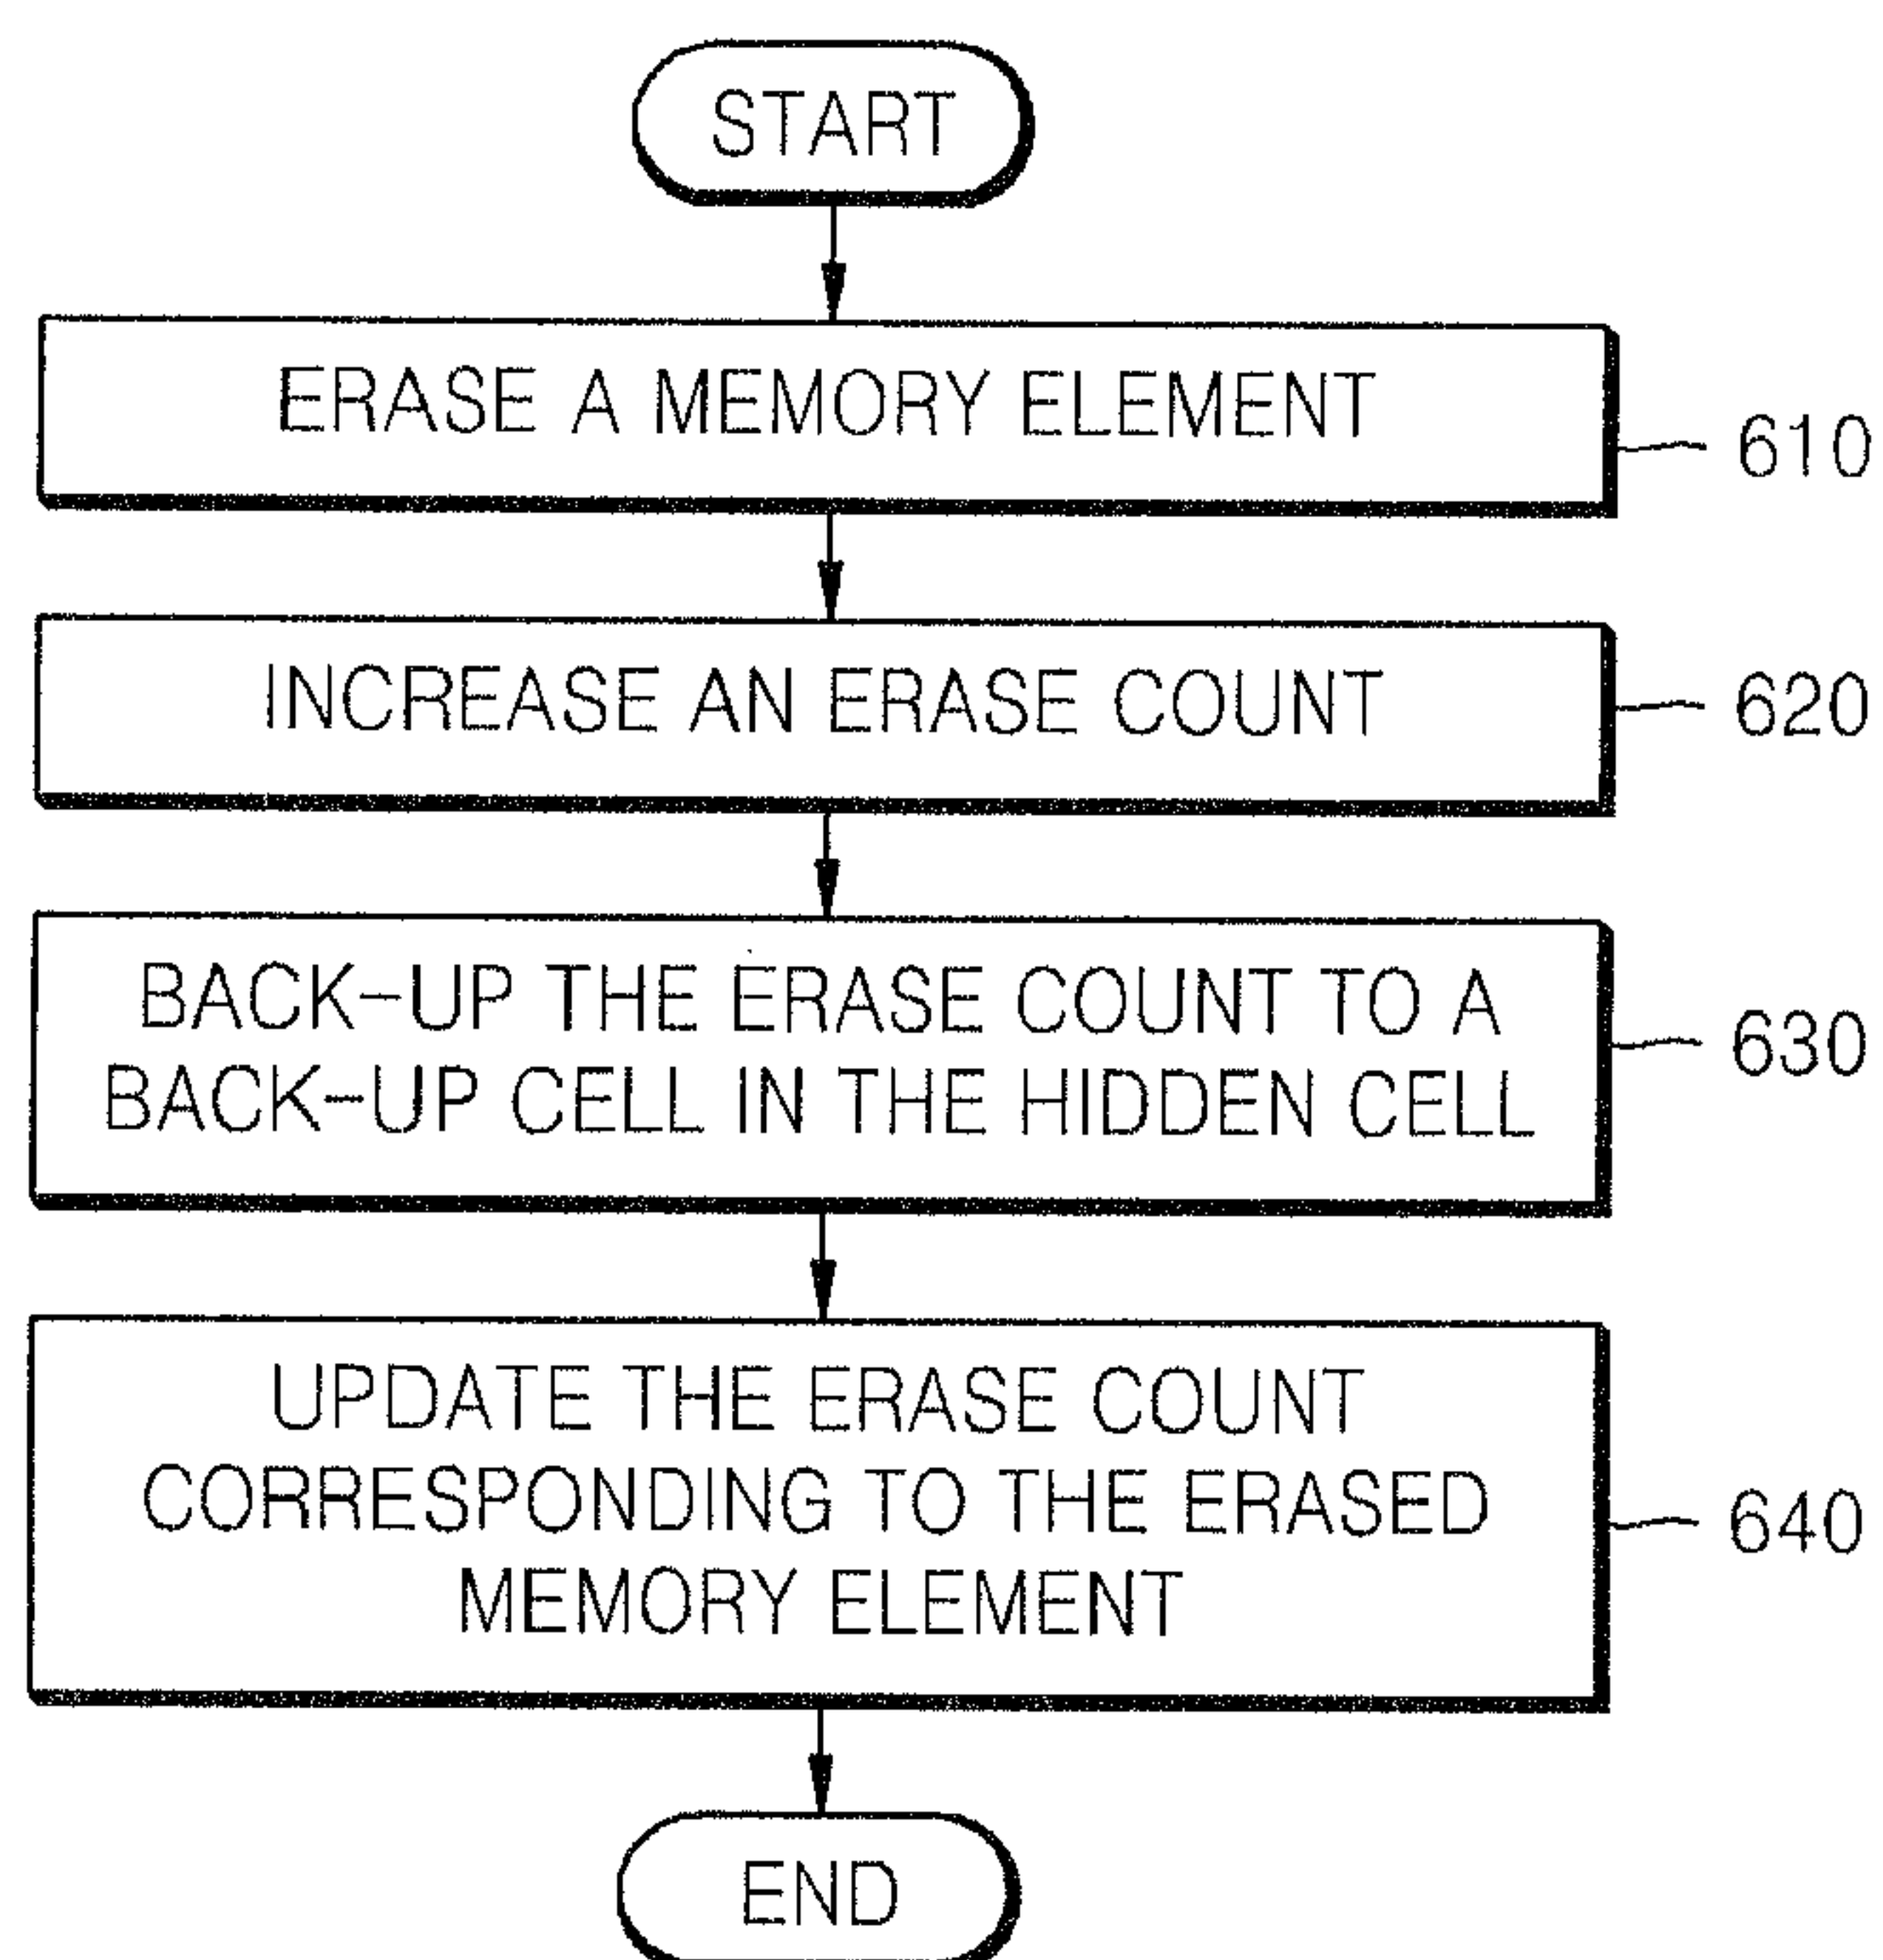 START
ERASE A MEMORY ELEMENT
610
INCREASE AN ERASE COUNT
620
BACK-UP THE ERASE COUNT TO A
BACK-UP CELL IN THE HIDDEN CELL
630
UPDATE THE ERASE COUNT
CORRESPONDING TO THE ERASED
MEMORY ELEMENT
640
END